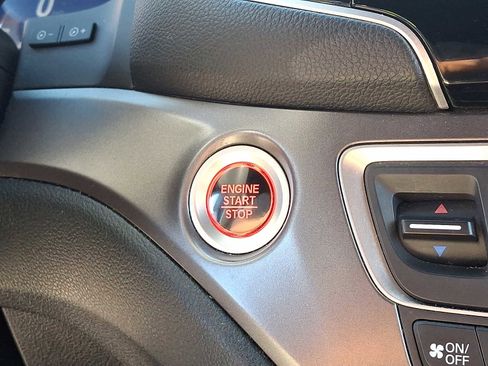 ENGINE
START
STOP
ON/
OFF